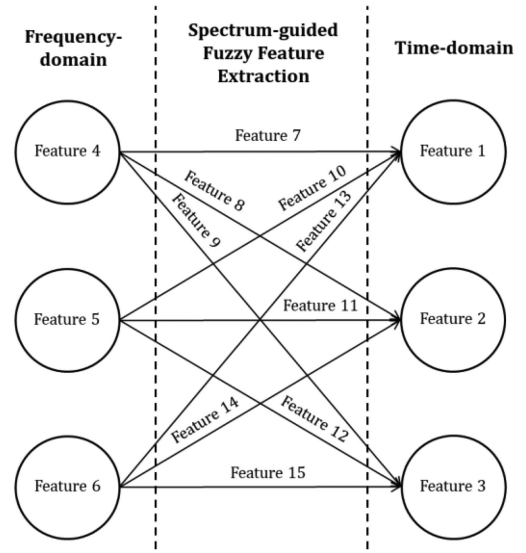 Frequency-
domain
Spectrum-guided
Fuzzy Feature
Extraction
Time-domain
Feature 4
Feature 7
Feature 1
Feature 8
Feature 10
Feature 9
Feature 13
Feature 5
Feature 11
Feature 2
Feature 14
Feature 12
Feature 6
Feature 15
Feature 3